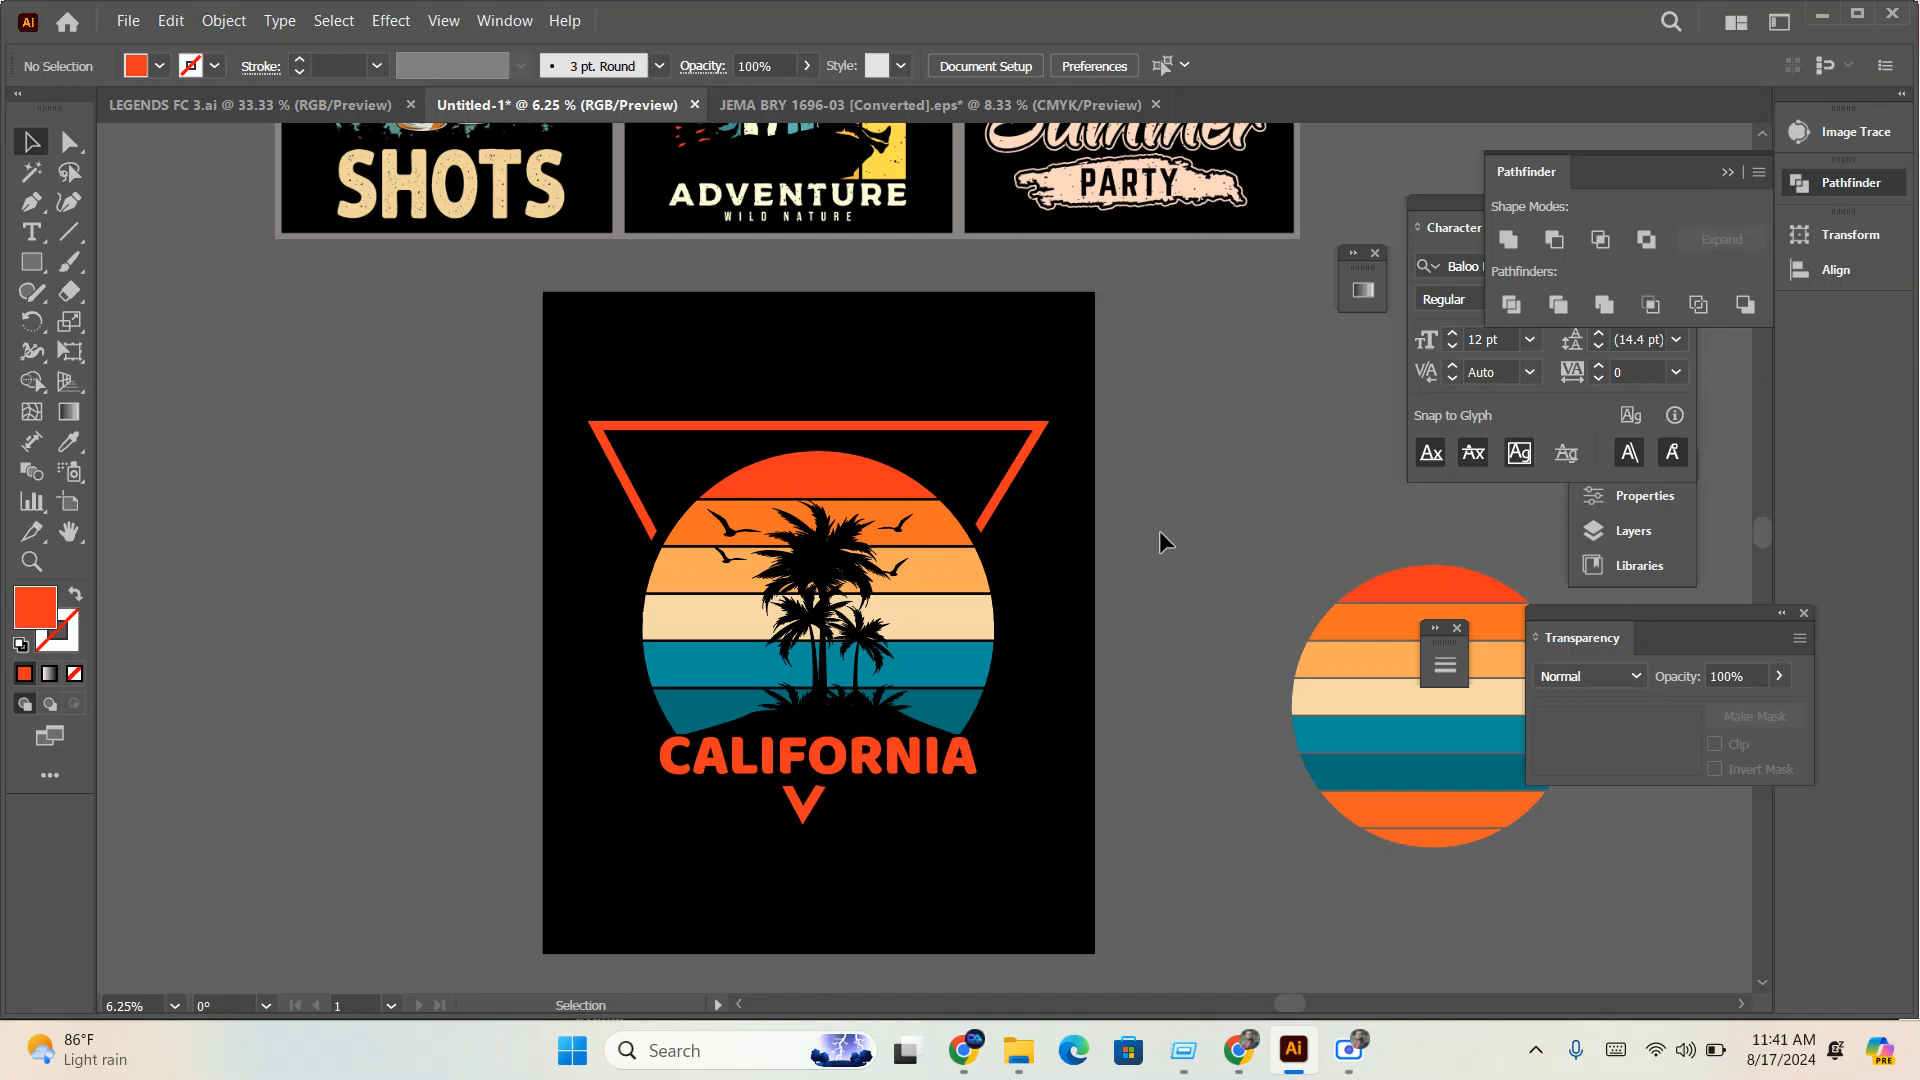 Ai File Edit Object Type Select Effect View Window Help
No Selection Stroke: 3 pt. Round Opacity: 100% Style: Document Setup Preferences
LEGENDS FC 3.ai @ 33.33 % (RGB/Preview) Untitled-1* @ 6.25 % (RGB/Preview) JEMA BRY 1696-03 [Converted].eps* @ 8.33 % (CMYK/Preview)
SHOTS
ADVENTURE
WILD NATURE
Summer
PARTY
CALIFORNIA
Image Trace
Pathfinder
Transform
Align
Pathfinder
Shape Modes:
Expand
Pathfinders:
Character
Baloo
Regular
12 pt (14.4 pt)
Auto 0
Snap to Glyph
Properties
Layers
Libraries
Transparency
Normal Opacity: 100%
Make Mask
Clip
Invert Mask
6.25% 0° 1 Selection
86°F
Light rain
Search
Ai
11:41 AM
8/17/2024
PRE